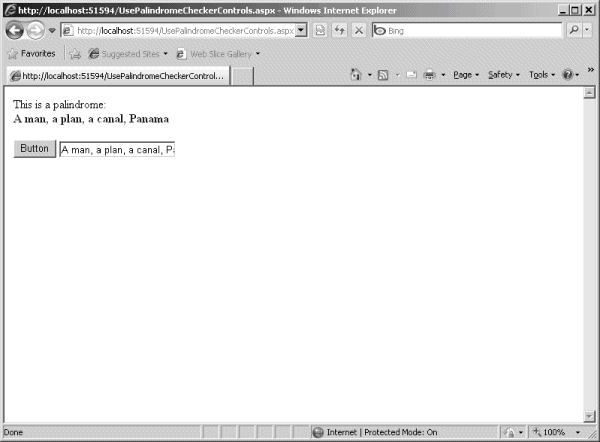 http://localhost:51594/UsePalindromeCheckerControls.aspx - Windows Internet Explorer
http://localhost:51594/UsePalindromeCheckerControls.aspx
Bing
Favorites
Suggested Sites
Web Slice Gallery
http://localhost:51594/UsePalindromeCheckerControl...
Page
Safety
Tools
This is a palindrome:
A man, a plan, a canal, Panama
Button
A man, a plan, a canal, P
Done
Internet | Protected Mode: On
100%